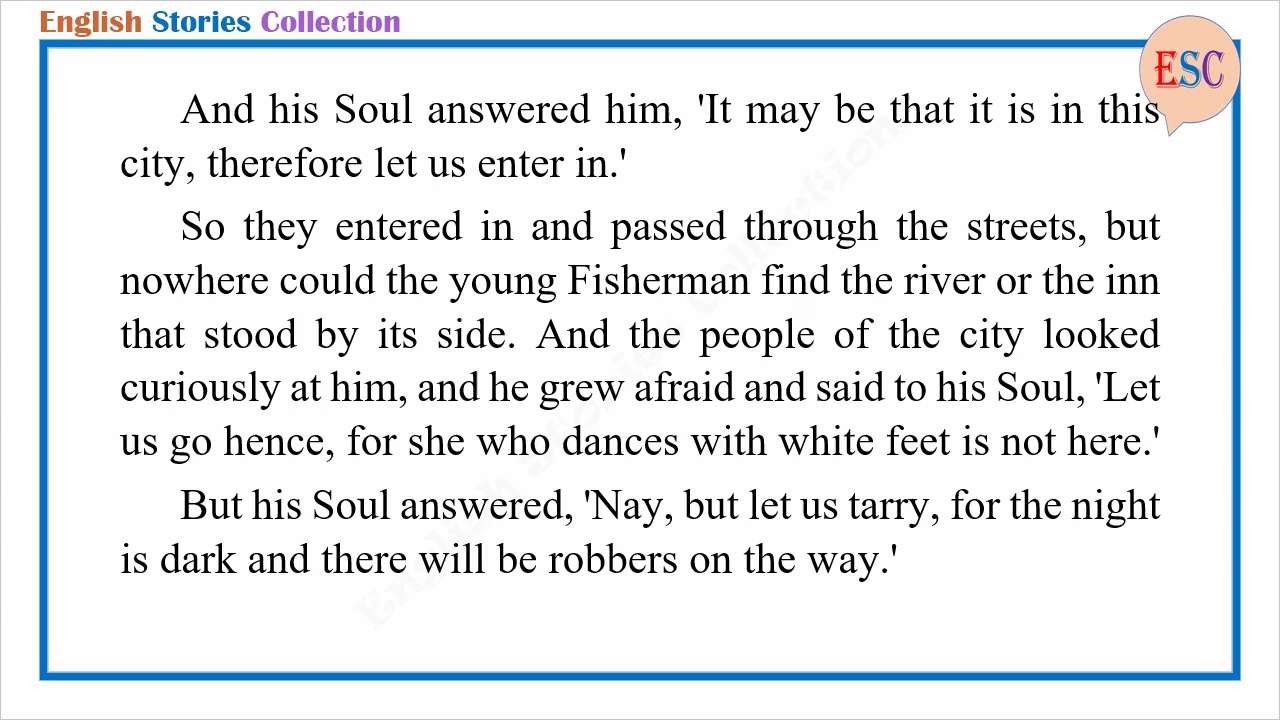 English Stories Collection
ESC
And his Soul answered him, 'It may be that it is in this
city, therefore let us enter in.'
So they entered in and passed through the streets, but
nowhere could the young Fisherman find the river or the inn
that stood by its side. And the people of the city looked
curiously at him, and he grew afraid and said to his Soul, 'Let
us go hence, for she who dances with white feet is not here.'
But his Soul answered, 'Nay, but let us tarry, for the night
is dark and there will be robbers on the way.'
English Stories Collection